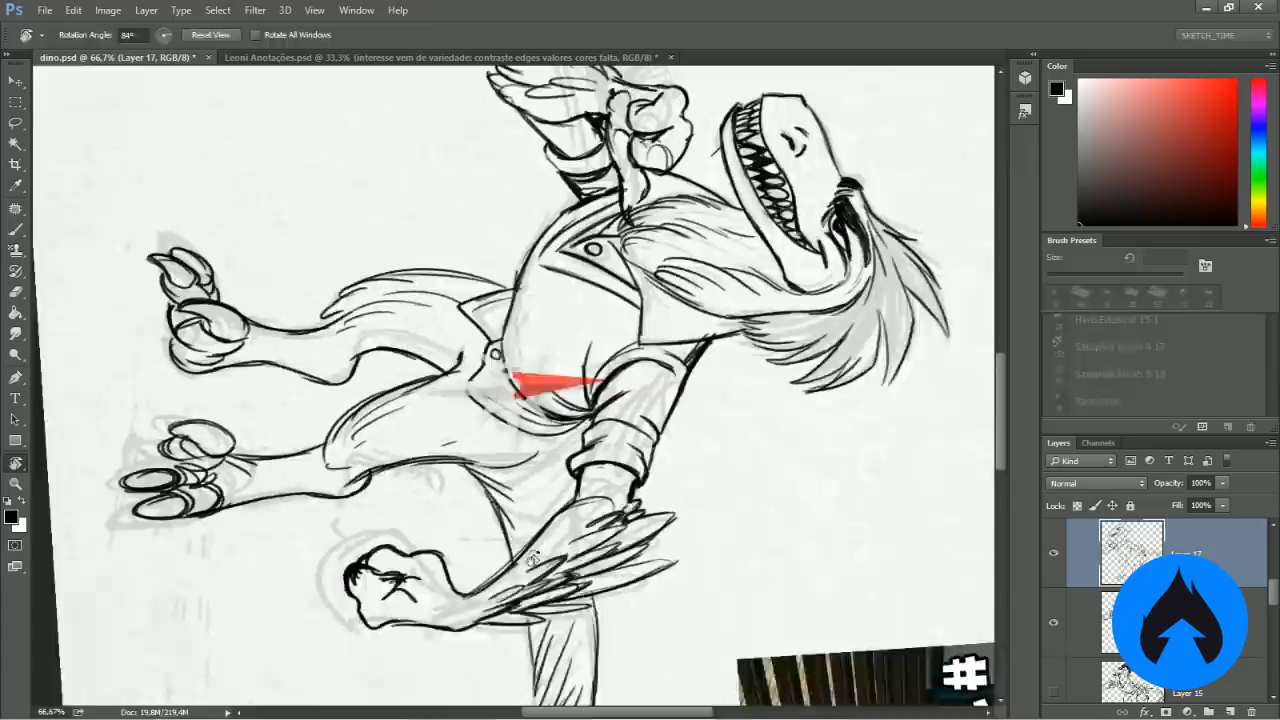 Ps File Edit Image Layer Type Select Filter 3D View Window Help
Rotation Angle: 84° Reset View Rotate All Windows SKETCH_TIME
dino.psd @ 66,7% (Layer 17, RGB/8) * × Leoni Anotações.psd @ 33,3% (interesse vem de variedade: contraste edges valores cores falta, RGB/8) * ×
Color
Brush Presets
Size:
Layers Channels
Kind
Normal Opacity: 100%
Lock: Fill: 100%
Layer 17
Layer 15
#
66,67% Doc: 19,8M/219,4M